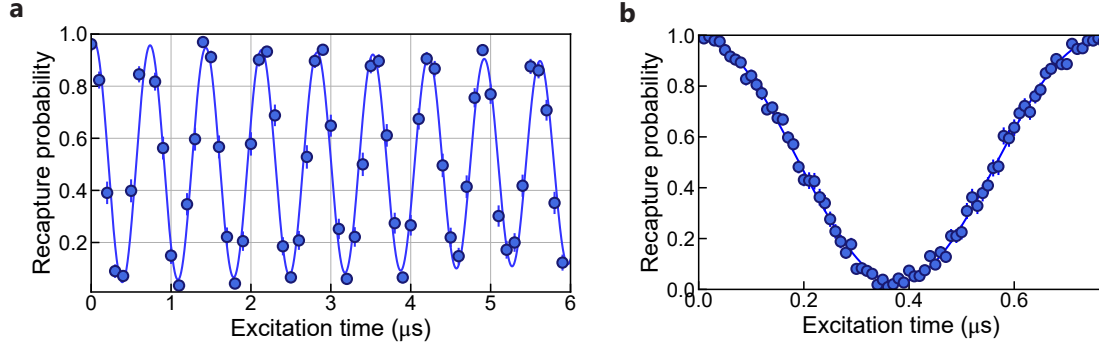 a
Recapture probability
1.0
0.8
0.6
0.4
0.2
0 1 2 3 4 5 6
Excitation time (μs)
b
Recapture probability
1.0
0.8
0.6
0.4
0.2
0.0
0.0 0.2 0.4 0.6
Excitation time (μs)